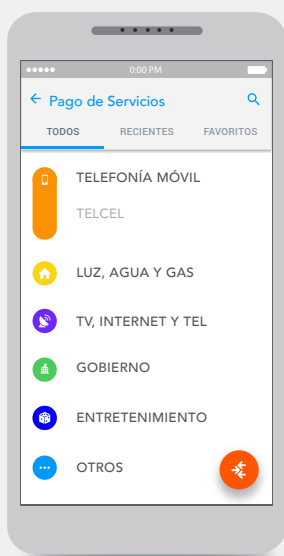 0:00 PM
Pago de Servicios
TODOS RECIENTES FAVORITOS
TELEFONÍA MÓVIL
TELCEL
LUZ, AGUA Y GAS
TV, INTERNET Y TEL
GOBIERNO
ENTRETENIMIENTO
OTROS